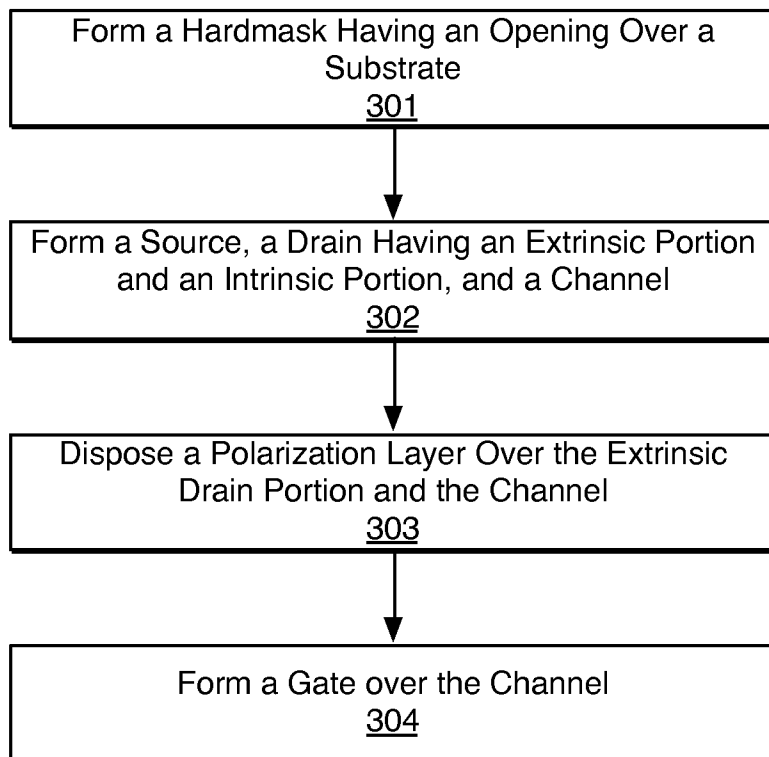 Form a Hardmask Having an Opening Over a
Substrate
301
Form a Source, a Drain Having an Extrinsic Portion
and an Intrinsic Portion, and a Channel
302
Dispose a Polarization Layer Over the Extrinsic
Drain Portion and the Channel
303
Form a Gate over the Channel
304